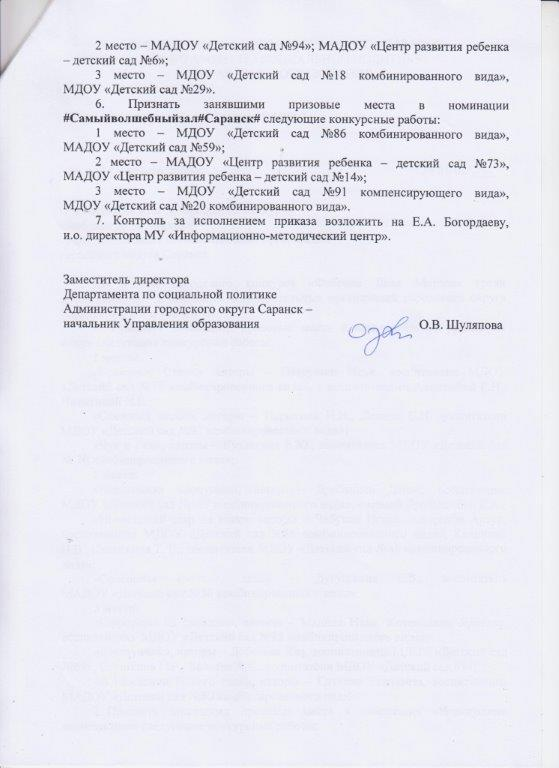 2 место – МАДОУ «Детский сад №94»; МАДОУ «Центр развития ребенка
– детский сад №6»;
3 место – МДОУ «Детский сад №18 комбинированного вида»,
МДОУ «Детский сад №29».
6. Признать занявшими призовые места в номинации
#Самыйволшебныйзал#Саранск# следующие конкурсные работы:
1 место – МДОУ «Детский сад №86 комбинированного вида»,
МАДОУ «Детский сад №59»;
2 место – МАДОУ «Центр развития ребенка – детский сад №73»,
МАДОУ «Центр развития ребенка – детский сад №14»;
3 место – МДОУ «Детский сад №91 компенсирующего вида»,
МДОУ «Детский сад №20 комбинированного вида».
7. Контроль за исполнением приказа возложить на Е.А. Богордаеву,
и.о. директора МУ «Информационно-методический центр».
Заместитель директора
Департамента по социальной политике
Администрации городского округа Саранск –
начальник Управления образования О.В. Шуляпова